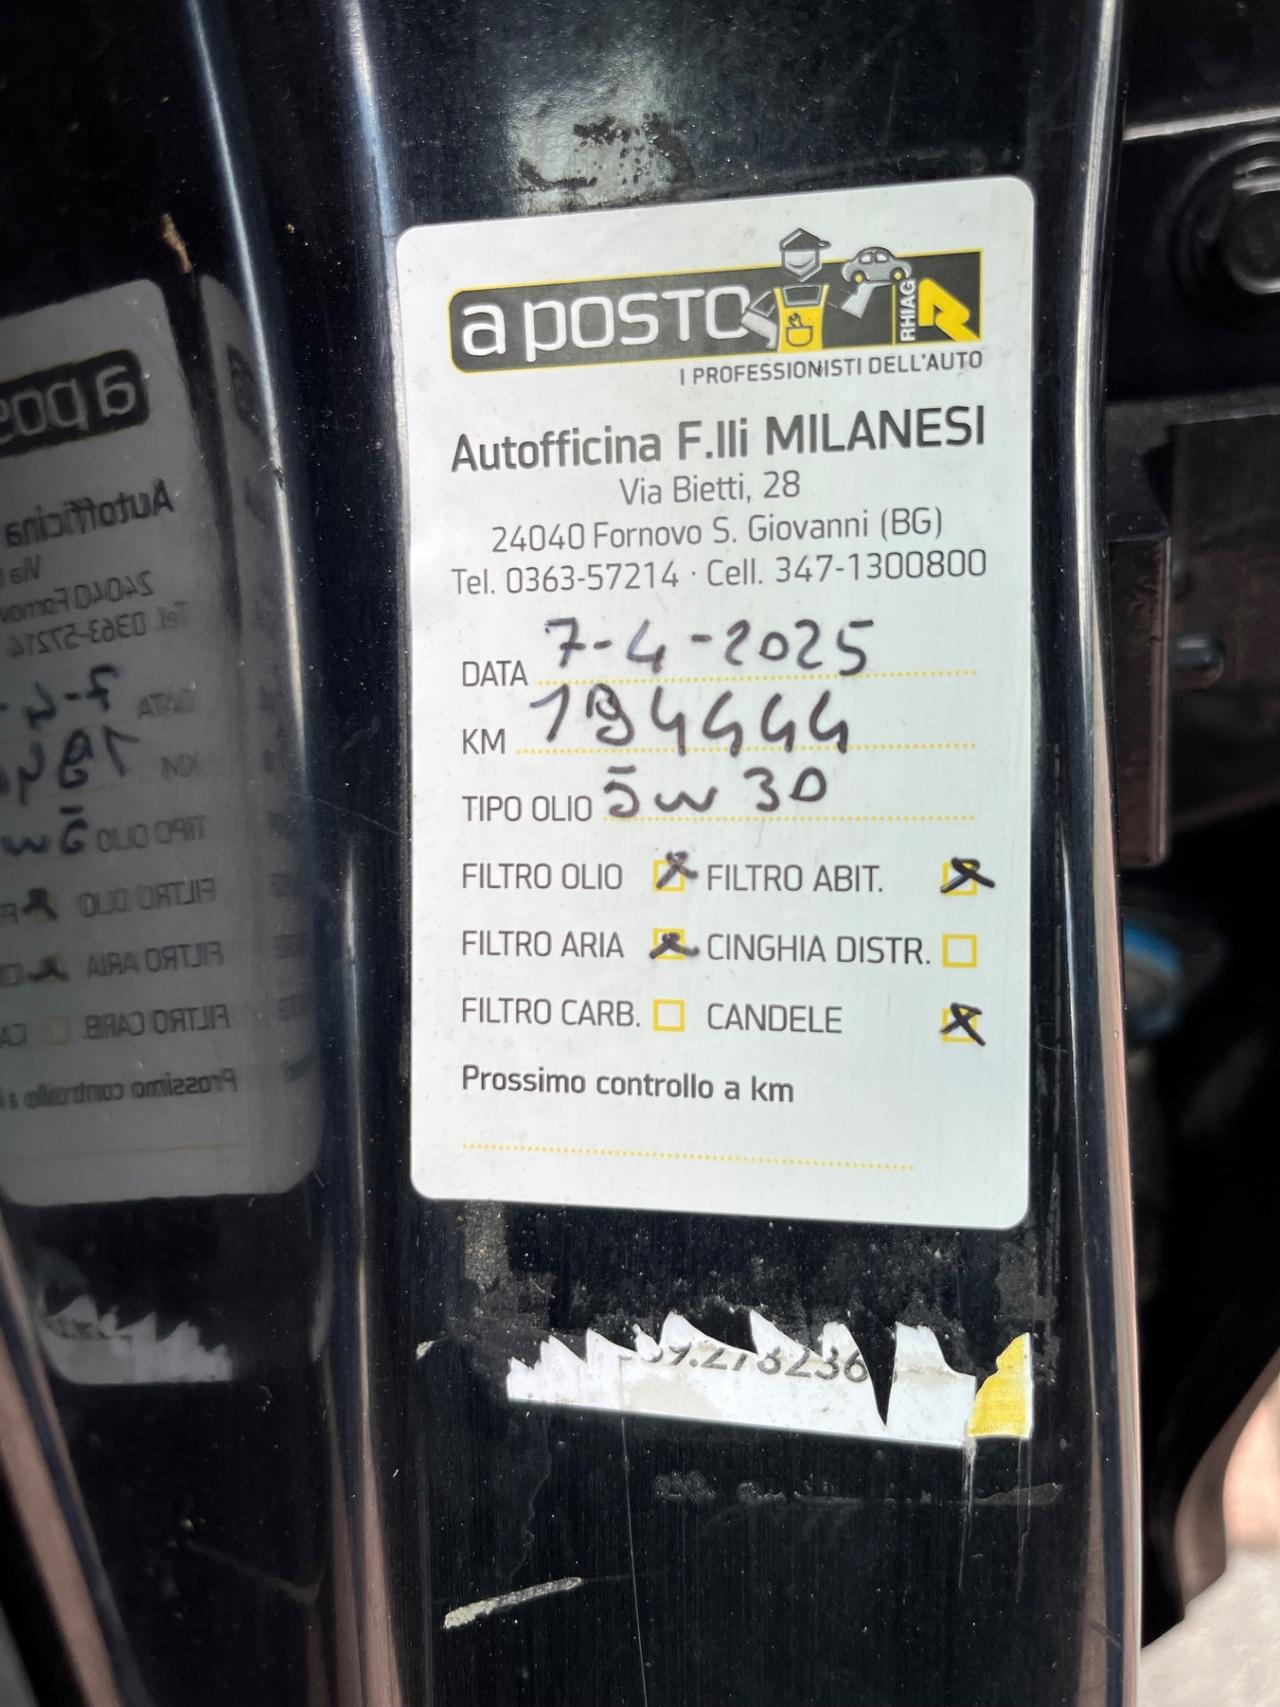 a POSTO
RHIAG
I PROFESSIONISTI DELL'AUTO
Autofficina F.lli MILANESI
Via Bietti, 28
24040 Fornovo S. Giovanni (BG)
Tel. 0363-57214 · Cell. 347-1300800
DATA 7-4-2025
KM 194444
TIPO OLIO 5w30
FILTRO OLIO FILTRO ABIT.
FILTRO ARIA CINGHIA DISTR.
FILTRO CARB. CANDELE
Prossimo controllo a km